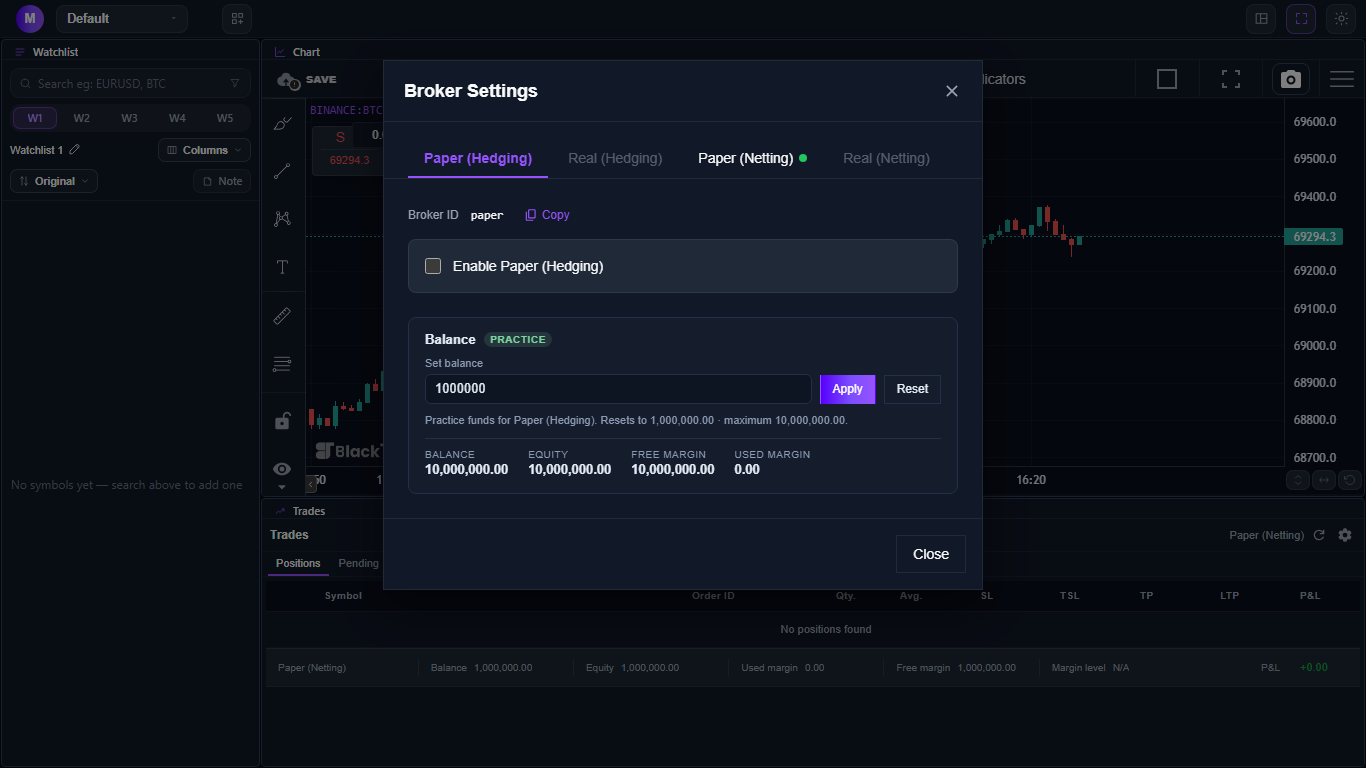 M Default
Watchlist
Search eg: EURUSD, BTC
W1 W2 W3 W4 W5
Watchlist 1 Columns
Original Note
No symbols yet — search above to add one
Chart
SAVE
BINANCE:BTC
S
69294.3
69600.0
69500.0
69400.0
69294.3
69200.0
69100.0
69000.0
68900.0
68800.0
68700.0
16:20
Broker Settings
Paper (Hedging) Real (Hedging) Paper (Netting) Real (Netting)
Broker ID paper Copy
Enable Paper (Hedging)
Balance PRACTICE
Set balance
1000000 Apply Reset
Practice funds for Paper (Hedging). Resets to 1,000,000.00 · maximum 10,000,000.00.
BALANCE EQUITY FREE MARGIN USED MARGIN
10,000,000.00 10,000,000.00 10,000,000.00 0.00
Close
Trades
Trades Paper (Netting)
Positions Pending
Symbol Order ID Qty. Avg. SL TSL TP LTP P&L
No positions found
Paper (Netting) Balance 1,000,000.00 Equity 1,000,000.00 Used margin 0.00 Free margin 1,000,000.00 Margin level N/A P&L +0.00